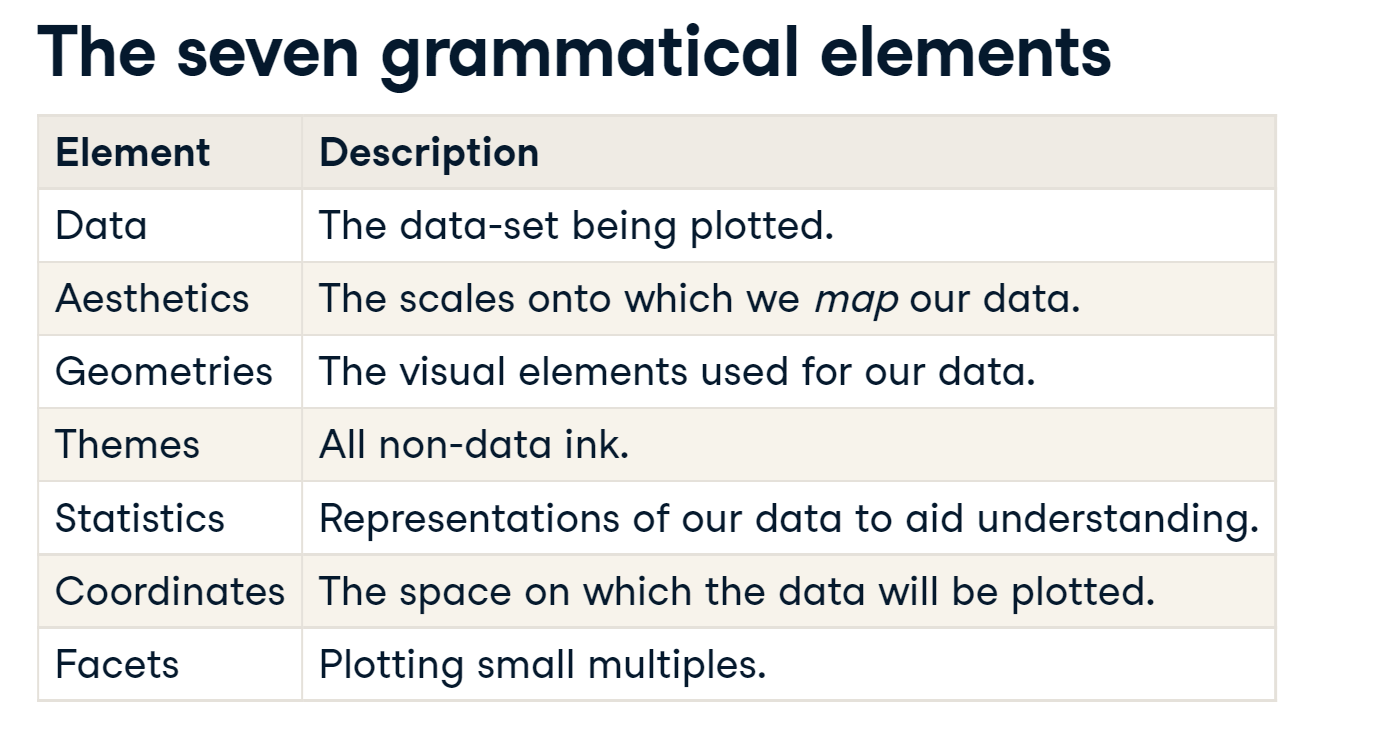 The seven grammatical elements
Element Description
Data The data-set being plotted.
Aesthetics The scales onto which we map our data.
Geometries The visual elements used for our data.
Themes All non-data ink.
Statistics Representations of our data to aid understanding.
Coordinates The space on which the data will be plotted.
Facets Plotting small multiples.